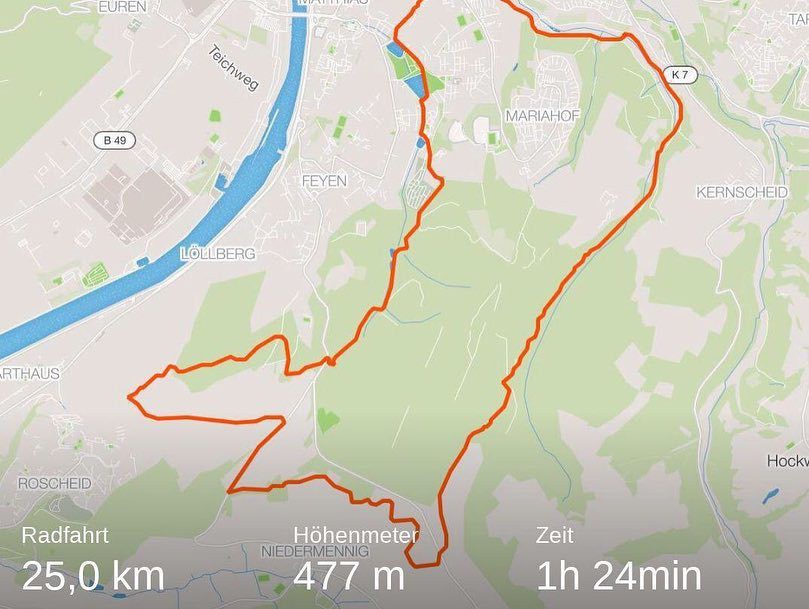 EUREN
MATTHIAS
TAR
Teichweg
K 7
B 49
MARIAHOF
FEYEN
KERNSCHEID
LÖLLBERG
ARTHAUS
Hockw
ROSCHEID
Radfahrt
Höhenmeter
Zeit
NIEDERMENNIG
25,0 km
477 m
1h 24min